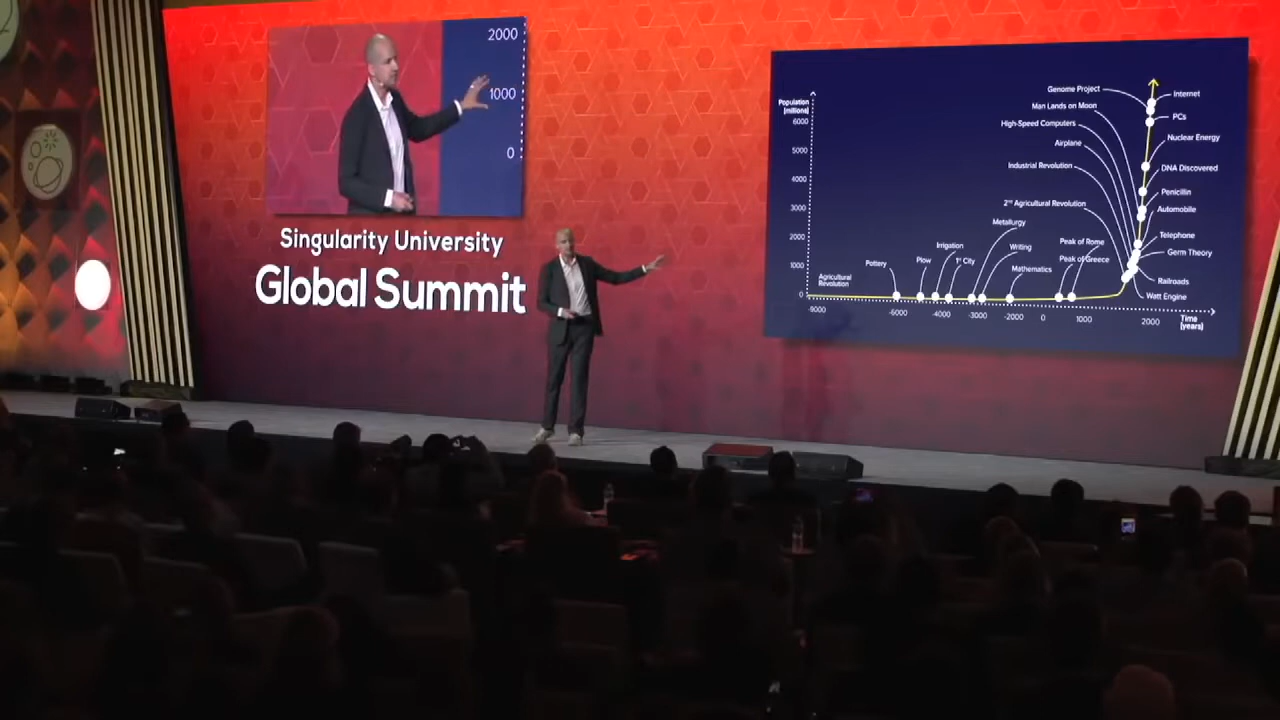 2000
1000
0
Singularity University
Global Summit
Population
[millions]
6000
5000
4000
3000
2000
1000
0
Genome Project
Man Lands on Moon
High-Speed Computers
Airplane
Industrial Revolution
2nd Agricultural Revolution
Metallurgy
Irrigation
Writing
Peak of Rome
Pottery
Plow
1st City
Peak of Greece
Mathematics
Agricultural
Revolution
Internet
PCs
Nuclear Energy
DNA Discovered
Penicillin
Automobile
Telephone
Germ Theory
Railroads
Watt Engine
-9000
-6000
-4000
-3000
-2000
0
1000
2000
Time
[years]